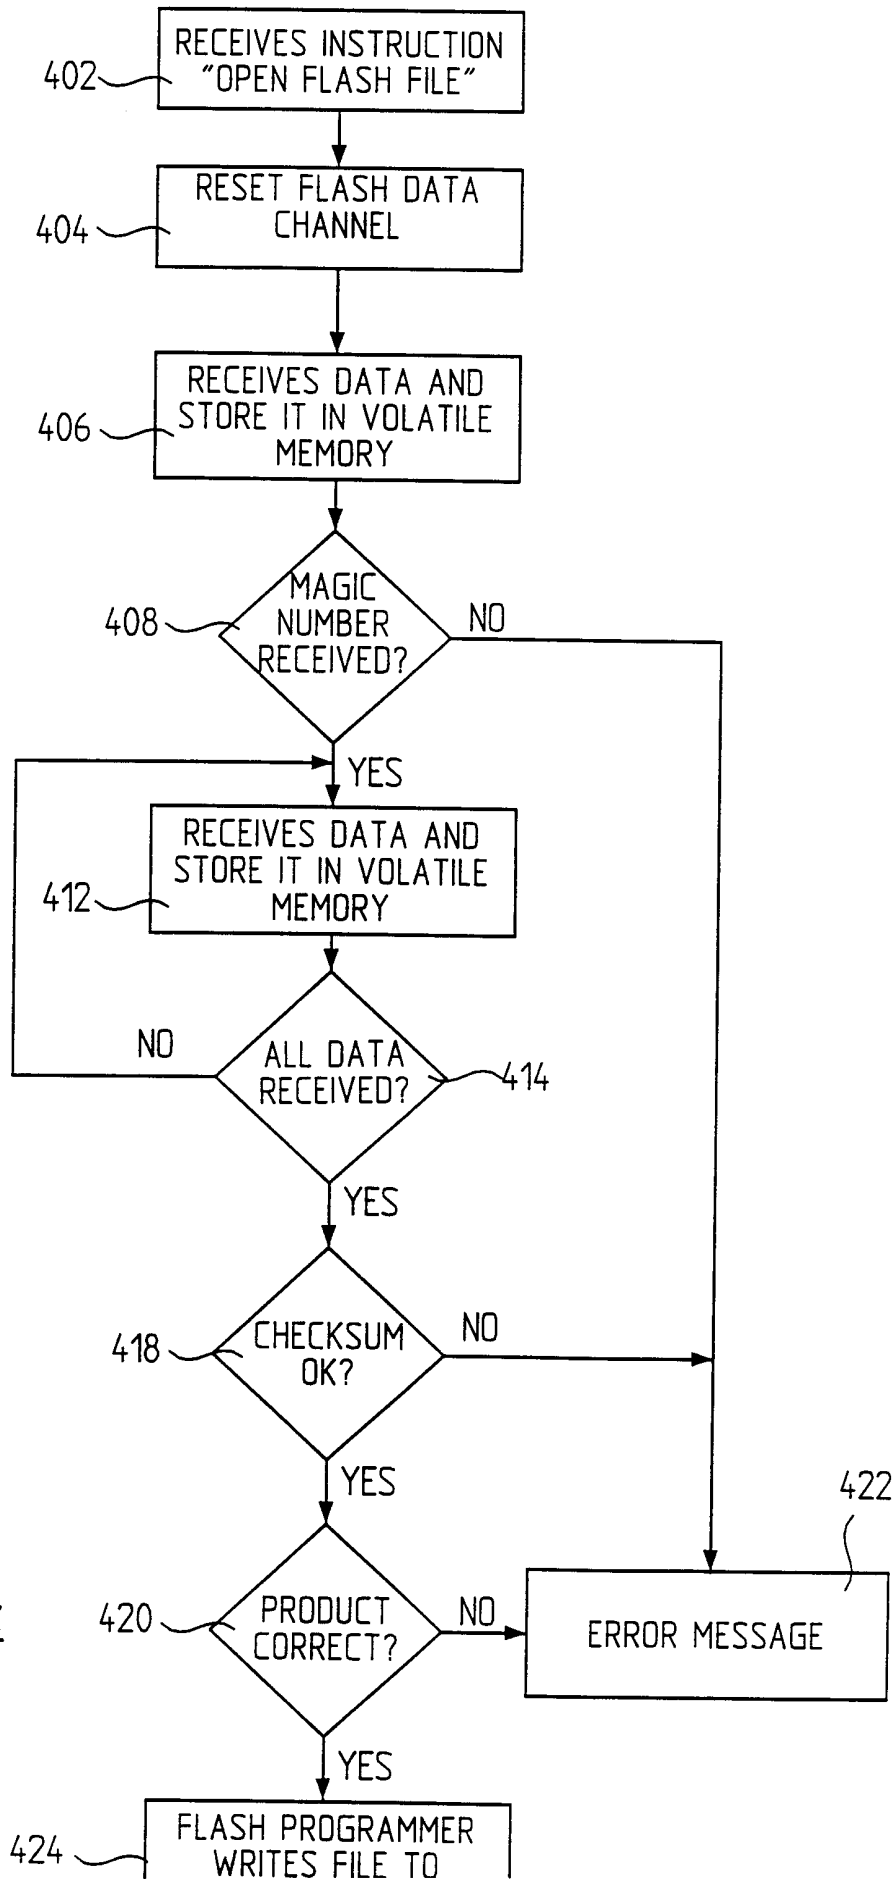 RECEIVES INSTRUCTION
"OPEN FLASH FILE"
402
RESET FLASH DATA
CHANNEL
404
RECEIVES DATA AND
STORE IT IN VOLATILE
MEMORY
406
MAGIC
NUMBER
RECEIVED?
408
NO
YES
RECEIVES DATA AND
STORE IT IN VOLATILE
MEMORY
412
NO
ALL DATA
RECEIVED?
414
YES
CHECKSUM
OK?
418
NO
YES
422
PRODUCT
CORRECT?
420
NO
ERROR MESSAGE
YES
FLASH PROGRAMMER
WRITES FILE TO
424